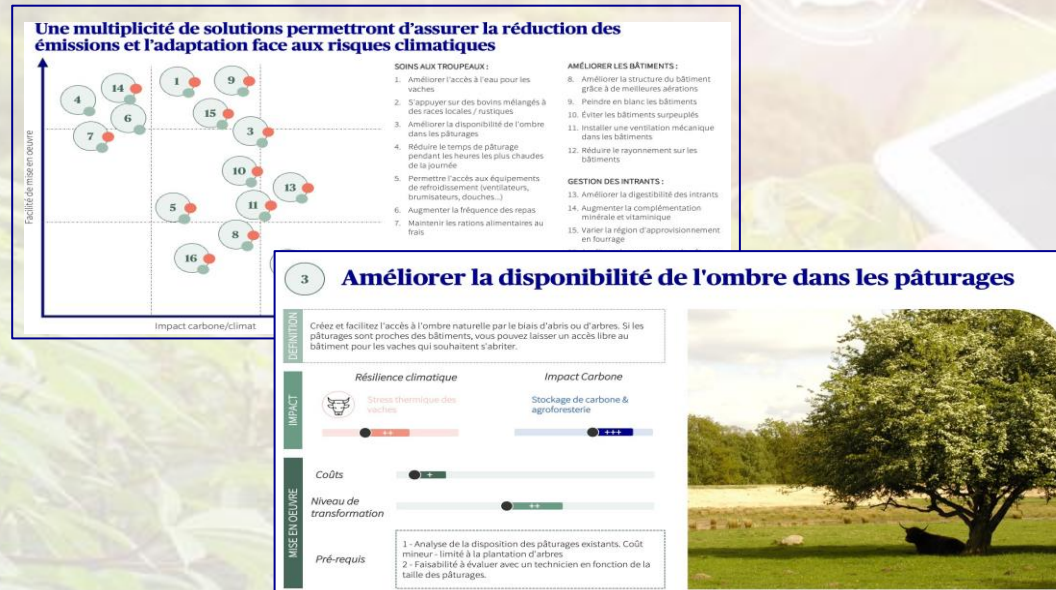 Une multiplicité de solutions permettront d'assurer la réduction des
émissions et l'adaptation face aux risques climatiques
Facilité de mise en oeuvre
4
14
1
9
6
15
7
3
10
13
5
11
8
16
Impact carbone/climat
SOINS AUX TROUPEAUX :
1. Améliorer l'accès à l'eau pour les
vaches
2. S'appuyer sur des bovins mélangés à
des races locales / rustiques
3. Améliorer la disponibilité de l'ombre
dans les pâturages
4. Réduire le temps de pâturage
pendant les heures les plus chaudes
de la journée
5. Permettre l'accès aux équipements
de refroidissement (ventilateurs,
brumisateurs, douches...)
6. Augmenter la fréquence des repas
7. Maintenir les rations alimentaires au
frais
AMÉLIORER LES BÂTIMENTS :
8. Améliorer la structure du bâtiment
grâce à de meilleures aérations
9. Peindre en blanc les bâtiments
10. Éviter les bâtiments surpeuplés
11. Installer une ventilation mécanique
dans les bâtiments
12. Réduire le rayonnement sur les
bâtiments
GESTION DES INTRANTS :
13. Améliorer la digestibilité des intrants
14. Augmenter la complémentation
minérale et vitaminique
15. Varier la région d'approvisionnement
en fourrage
3
Améliorer la disponibilité de l'ombre dans les pâturages
DEFINITION
Créez et facilitez l'accès à l'ombre naturelle par le biais d'abris ou d'arbres. Si les
pâturages sont proches des bâtiments, vous pouvez laisser un accès libre au
bâtiment pour les vaches qui souhaitent s'abriter.
IMPACT
Résilience climatique
Impact Carbone
Stress thermique des
vaches
Stockage de carbone &
agroforesterie
++
+++
MISE EN OEUVRE
Coûts
+
Niveau de
transformation
++
Pré-requis
1 - Analyse de la disposition des pâturages existants. Coût
mineur - limité à la plantation d'arbres
2 - Faisabilité à évaluer avec un technicien en fonction de la
taille des pâturages.